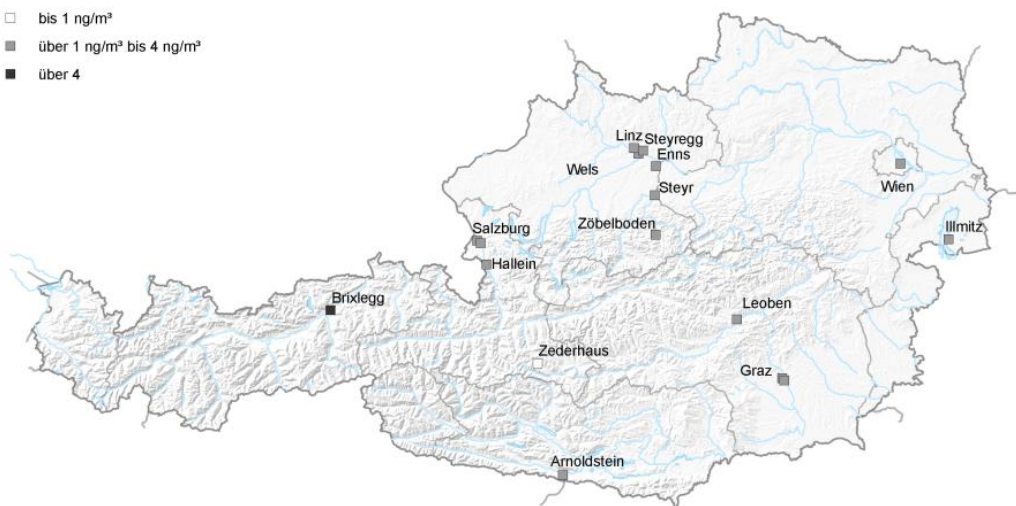 bis 1 ng/m³
über 1 ng/m³ bis 4 ng/m³
über 4
Linz Steyregg
Enns
Wels
Wien
Steyr
Salzburg
Zöbelboden
Illmitz
Hallein
Brixlegg
Leoben
Zederhaus
Graz
Arnoldstein